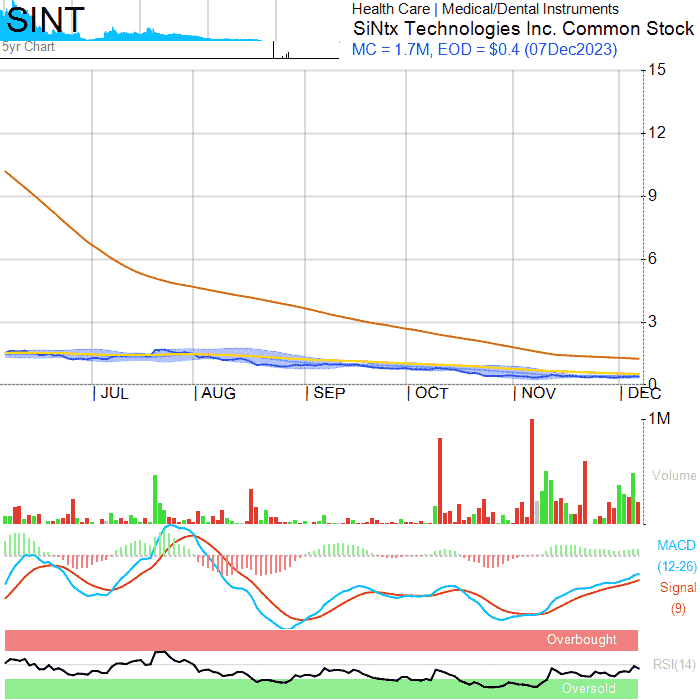 SINT
5yr Chart
Health Care | Medical/Dental Instruments
SiNtx Technologies Inc. Common Stock
MC = 1.7M, EOD = $0.4 (07Dec2023)
15
12
9
6
3
0
JUL
AUG
SEP
OCT
NOV
DEC
1M
Volume
MACD
(12-26)
Signal
(9)
Overbought
RSI(14)
Oversold